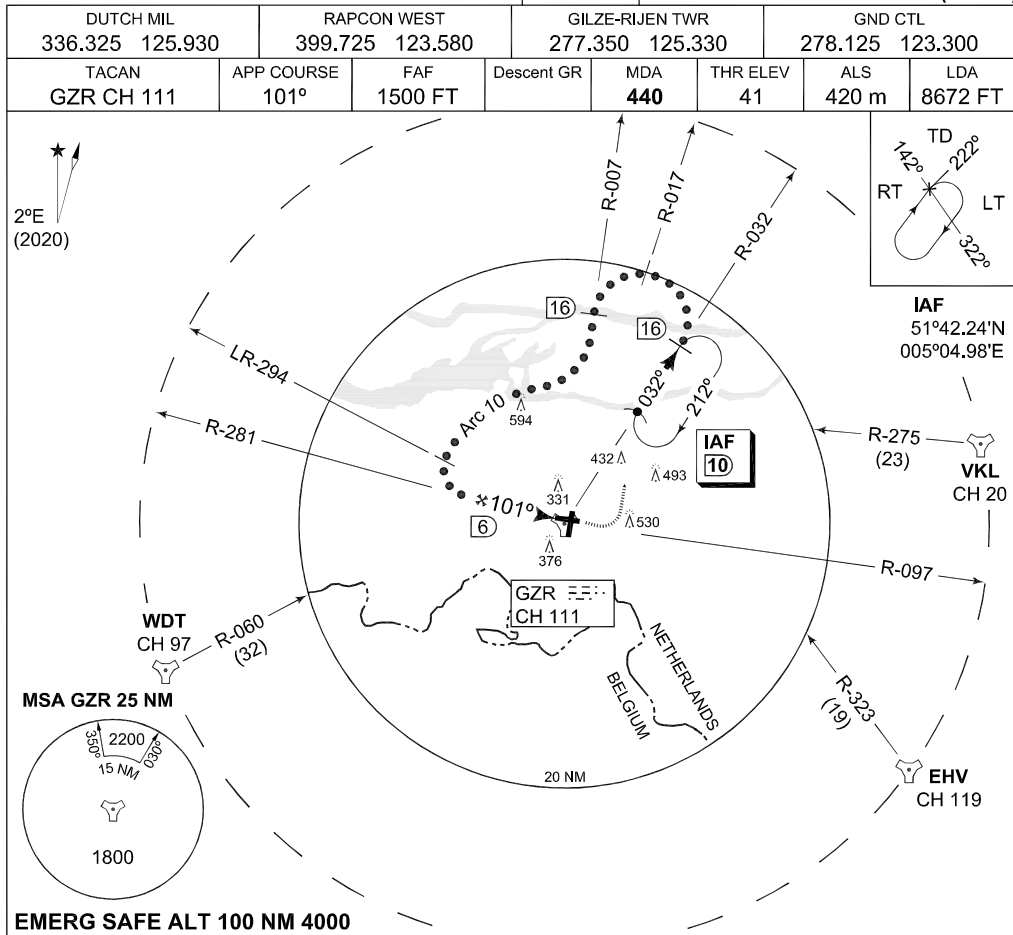 DUTCH MIL
336.325 125.930
RAPCON WEST
399.725 123.580
GILZE-RIJEN TWR
277.350 125.330
GND CTL
278.125 123.300
TACAN
GZR CH 111
APP COURSE
101º
FAF
1500 FT
Descent GR
MDA
440
THR ELEV
41
ALS
420 m
LDA
8672 FT
2ºE
(2020)
TD
142º
222º
RT
LT
322º
R-007
R-017
R-032
16
16
IAF
51º42.24'N
005º04.98'E
LR-294
R-281
Arc 10
594
032º
212º
IAF
10
R-275
(23)
VKL
CH 20
432
493
331
530
376
101º
6
R-097
GZR
CH 111
WDT
CH 97
R-060
(32)
NETHERLANDS
BELGIUM
R-323
(19)
EHV
CH 119
20 NM
MSA GZR 25 NM
350º
2200
030º
15 NM
1800
EMERG SAFE ALT 100 NM 4000